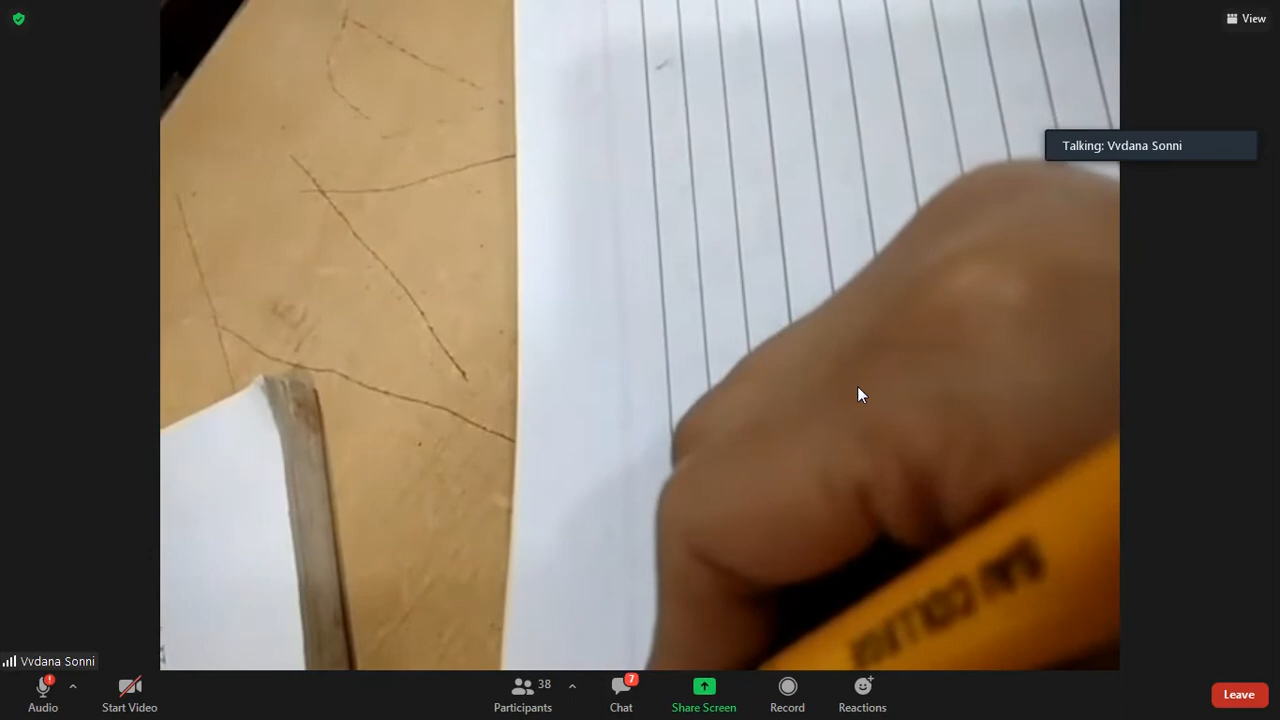 View
Talking: Vvdana Sonni
Vvdana Sonni
Audio
Start Video
Participants
38
Chat
7
Share Screen
Record
Reactions
Leave